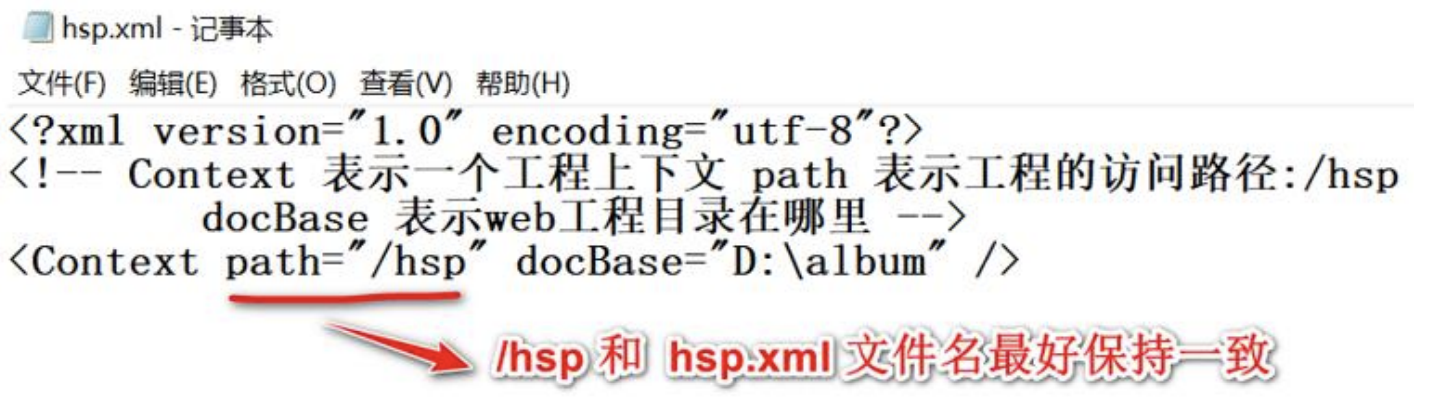 hsp.xml - 记事本
文件(F) 编辑(E) 格式(O) 查看(V) 帮助(H)
<?xml version="1.0" encoding="utf-8"?>
<!-- Context 表示一个工程上下文 path 表示工程的访问路径:/hsp
docBase 表示web工程目录在哪里 -->
<Context path="/hsp" docBase="D:\album" />
/hsp 和 hsp.xml 文件名最好保持一致